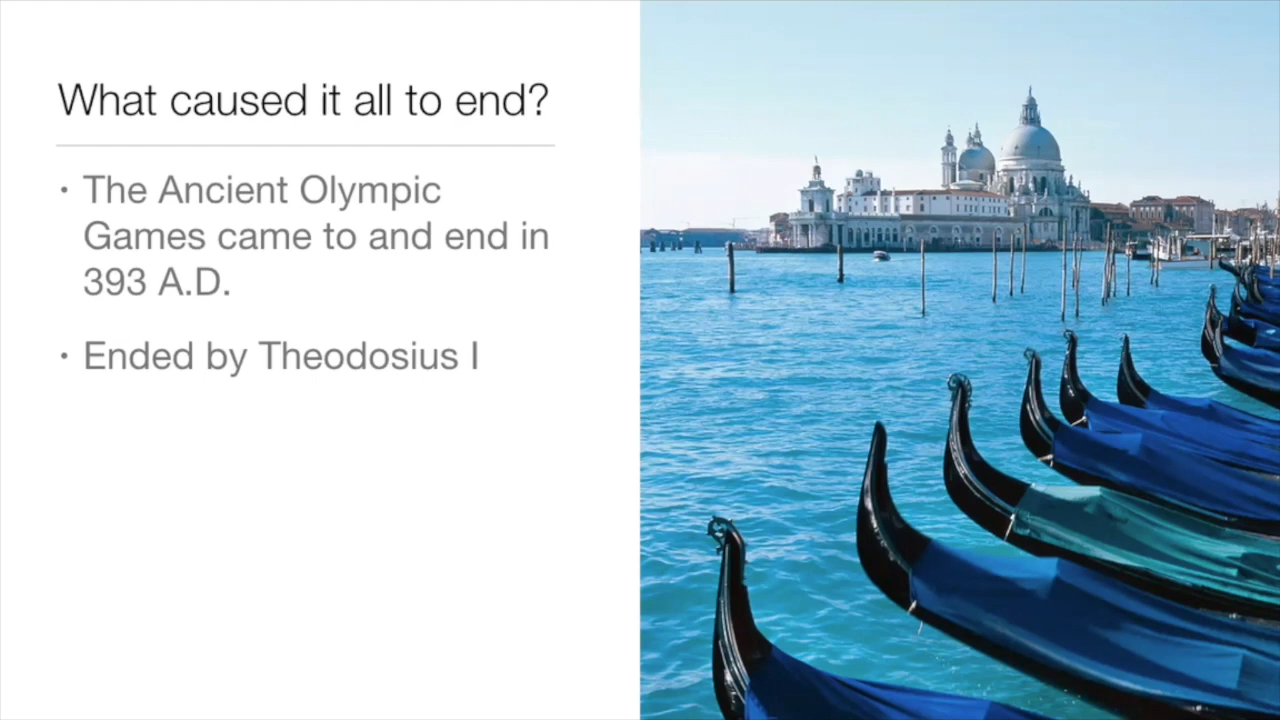 What caused it all to end?
• The Ancient Olympic
Games came to and end in
393 A.D.
• Ended by Theodosius I